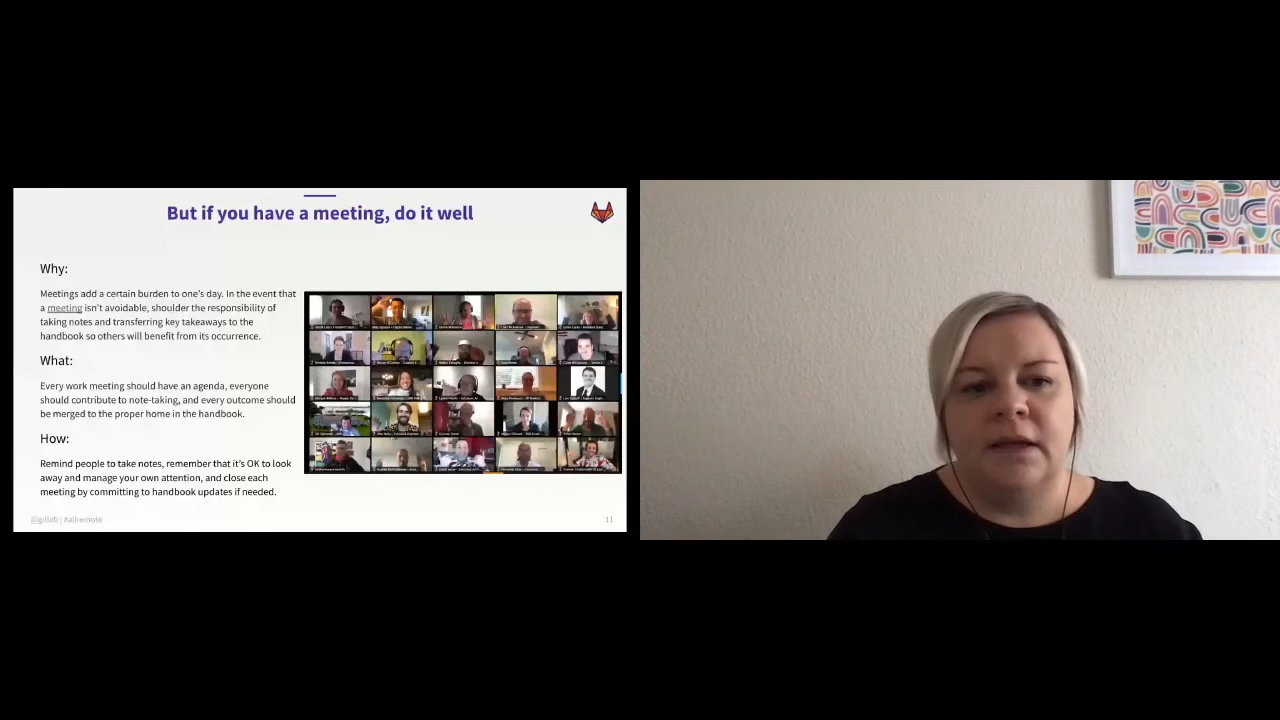 But if you have a meeting, do it well
Why:
Meetings add a certain burden to one's day. In the event that
a meeting isn't avoidable, shoulder the responsibility of
taking notes and transferring key takeaways to the
handbook so others will benefit from its occurrence.
What:
Every work meeting should have an agenda, everyone
should contribute to note-taking, and every outcome should
be merged to the proper home in the handbook.
How:
Remind people to take notes, remember that it's OK to look
away and manage your own attention, and close each
meeting by committing to handbook updates if needed.
@gitlab | #allremote
11